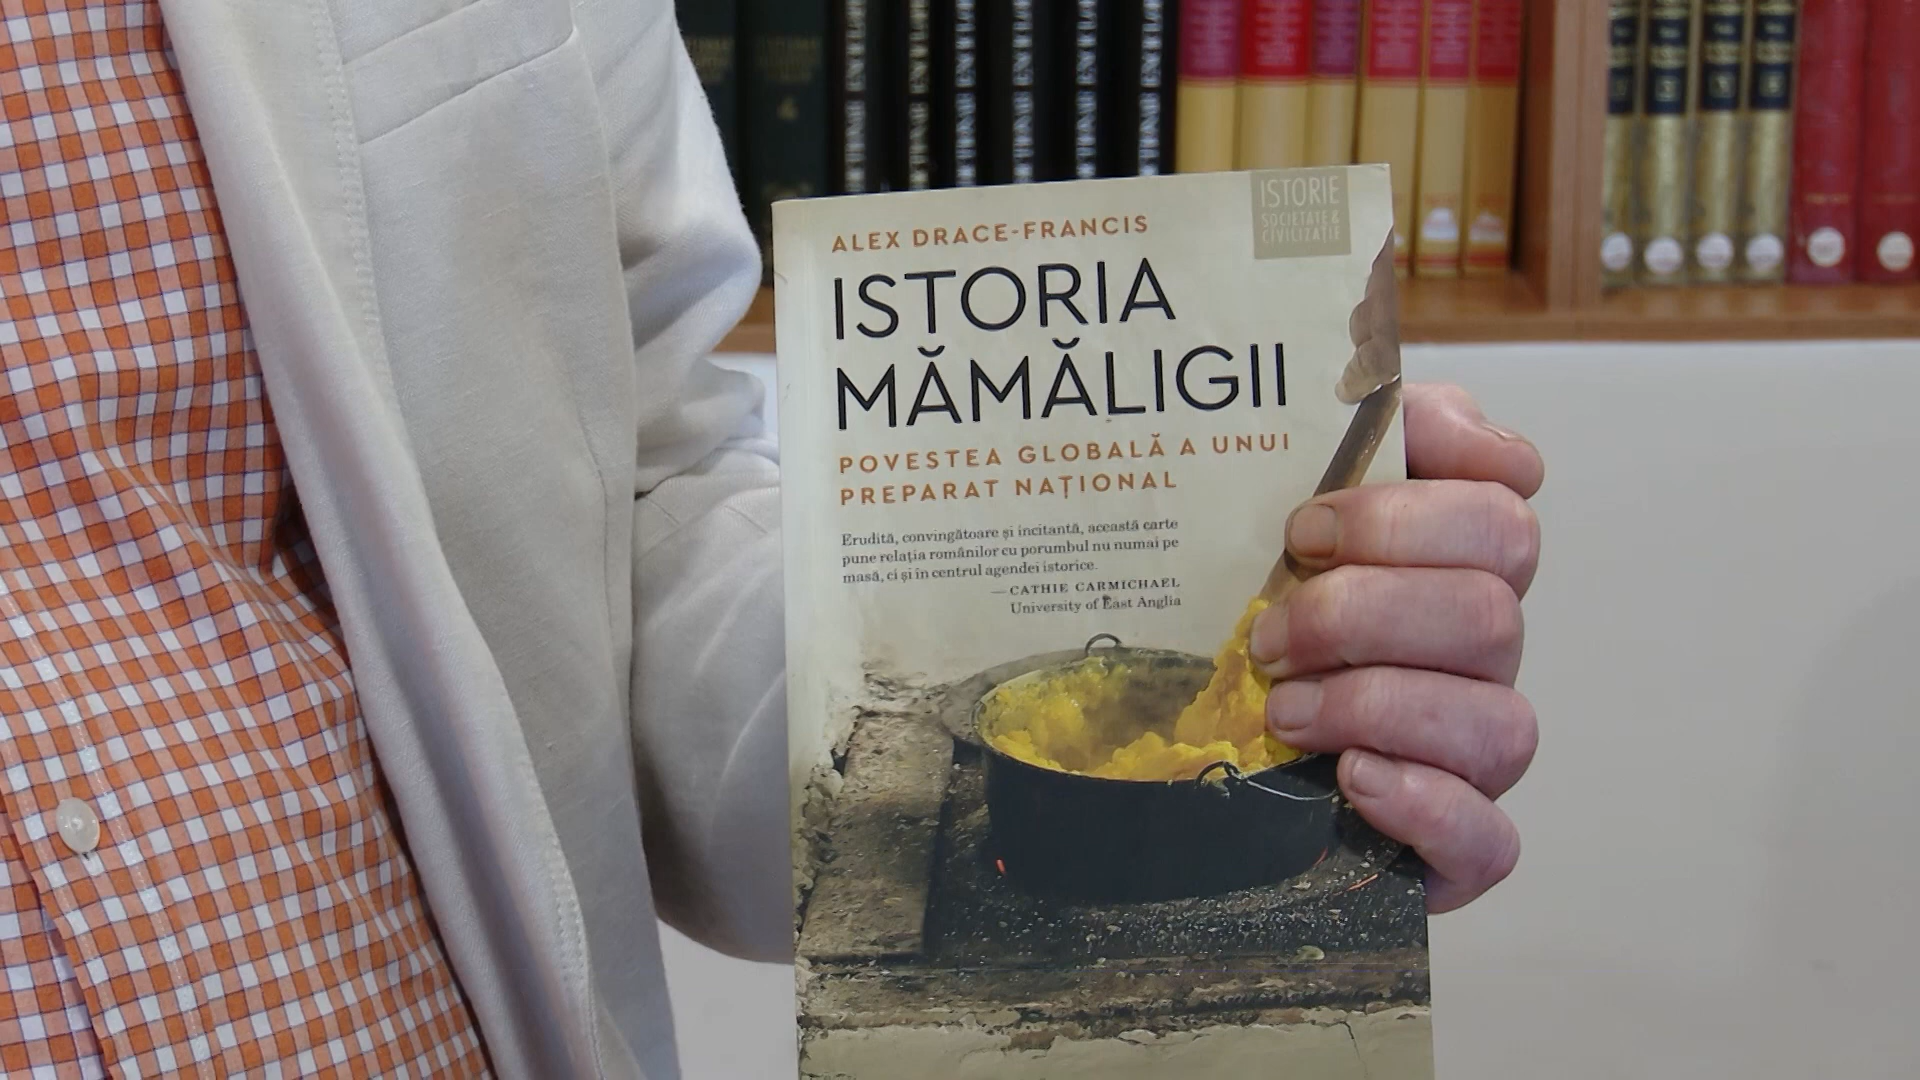 ALEX DRACE-FRANCIS
ISTORIE
SOCIETATE &
CIVILIZAȚIE
ISTORIA
MĂMĂLIGII
POVESTEA GLOBALĂ A UNUI
PREPARAT NAȚIONAL
Erudită, convingătoare și incitantă, această carte
pune relația românilor cu porumbul nu numai pe
masă, ci și în centrul agendei istorice.
— CATHIE CARMICHAEL
University of East Anglia
4